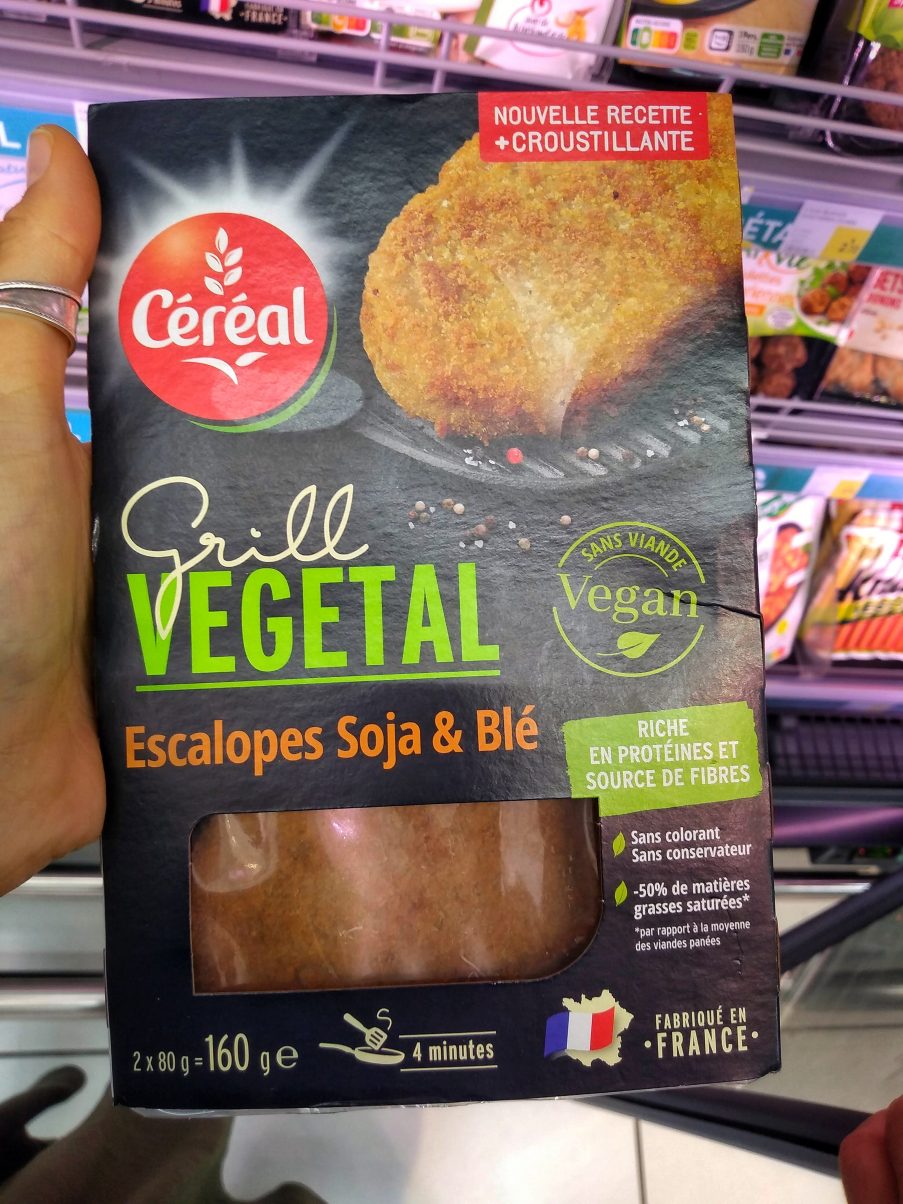 NOUVELLE RECETTE
+CROUSTILLANTE
Céréal
Grill
VEGETAL
SANS VIANDE
Vegan
Escalopes Soja & Blé
RICHE
EN PROTÉINES ET
SOURCE DE FIBRES
Sans colorant
Sans conservateur
-50% de matières
grasses saturées*
*par rapport à la moyenne
des viandes panées
2 x 80 g = 160 g e
4 minutes
FABRIQUÉ EN
•FRANCE•